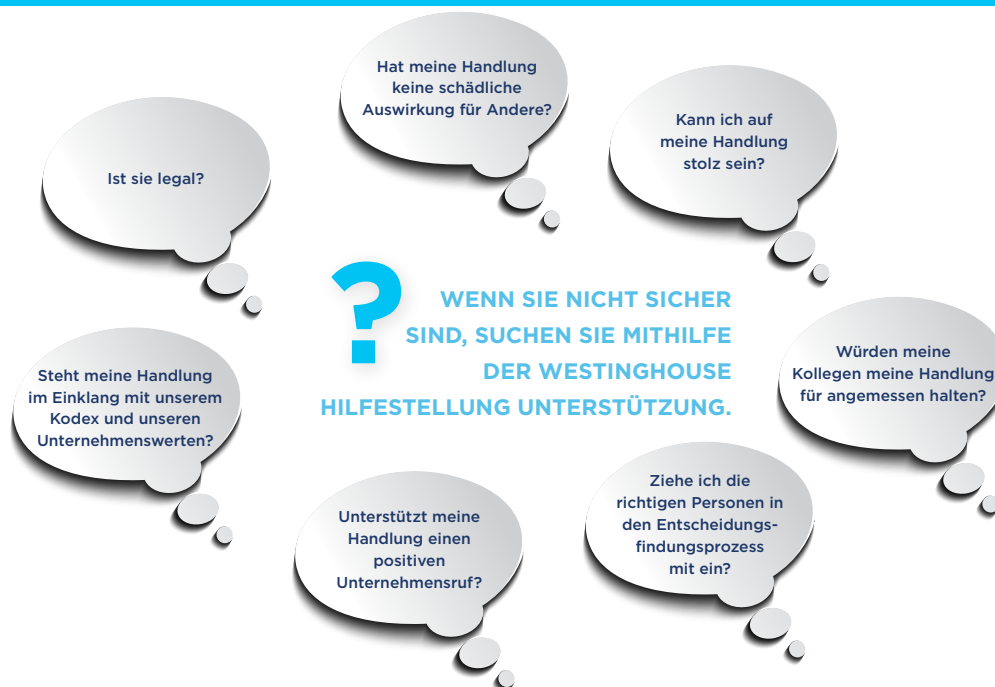 Hat meine Handlung
keine schädliche
Auswirkung für Andere?
Kann ich auf
meine Handlung
stolz sein?
Ist sie legal?
?
WENN SIE NICHT SICHER
SIND, SUCHEN SIE MITHILFE
DER WESTINGHOUSE
HILFESTELLUNG UNTERSTÜTZUNG.
Würden meine
Kollegen meine Handlung
für angemessen halten?
Steht meine Handlung
im Einklang mit unserem
Kodex und unseren
Unternehmenswerten?
Ziehe ich die
richtigen Personen in
den Entscheidungs-
findungsprozess
mit ein?
Unterstützt meine
Handlung einen
positiven
Unternehmensruf?